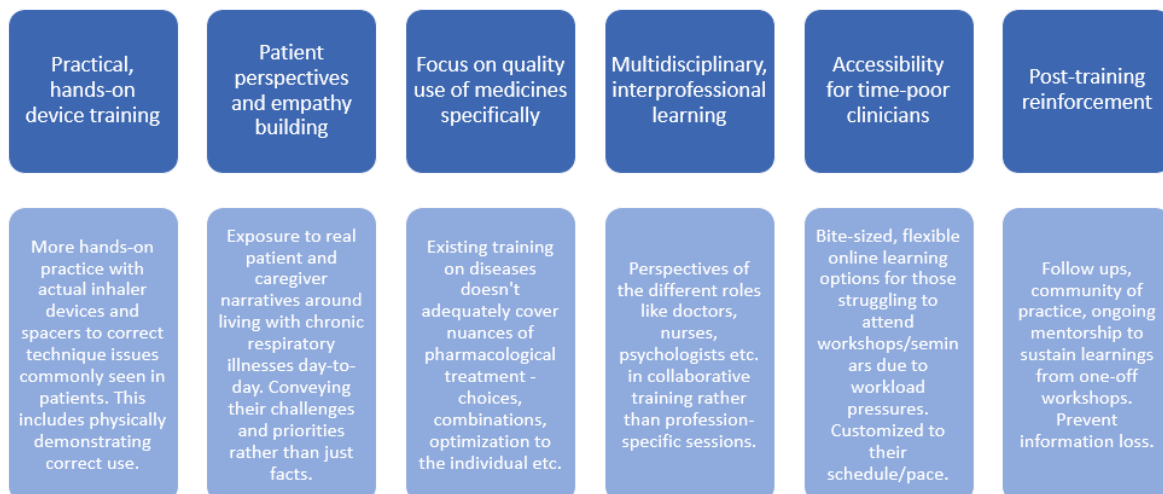 Practical,
hands-on
device training
Patient
perspectives
and empathy
building
Focus on quality
use of medicines
specifically
Multidisciplinary,
interprofessional
learning
Accessibility
for time-poor
clinicians
Post-training
reinforcement
More hands-on
practice with
actual inhaler
devices and
spacers to correct
technique issues
commonly seen in
patients. This
includes physically
demonstrating
correct use.
Exposure to real
patient and
caregiver
narratives around
living with chronic
respiratory
illnesses day-to-
day. Conveying
their challenges
and priorities
rather than just
facts.
Existing training
on diseases
doesn't
adequately cover
nuances of
pharmacological
treatment -
choices,
combinations,
optimization to
the individual etc.
Perspectives of
the different roles
like doctors,
nurses,
psychologists etc.
in collaborative
training rather
than profession-
specific sessions.
Bite-sized, flexible
online learning
options for those
struggling to
attend
workshops/semin
ars due to
workload
pressures.
Customized to
their
schedule/pace.
Follow ups,
community of
practice, ongoing
mentorship to
sustain learnings
from one-off
workshops.
Prevent
information loss.